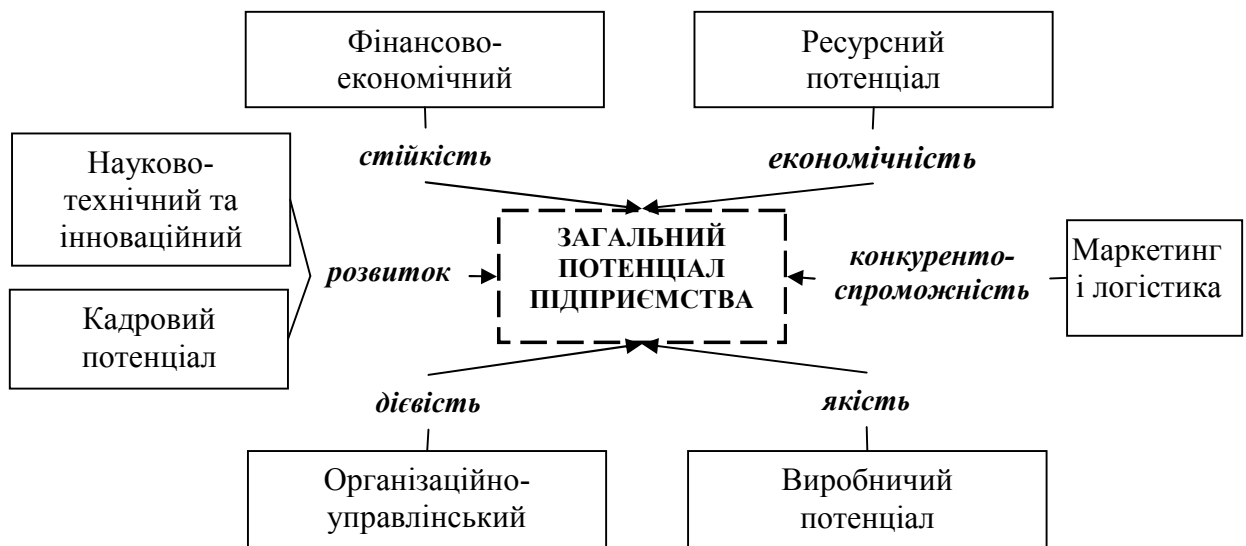 Фінансово-
економічний
Ресурсний
потенціал
стійкість
економічність
Науково-
технічний та
інноваційний
ЗАГАЛЬНИЙ
ПОТЕНЦІАЛ
ПІДПРИЄМСТВА
розвиток
конкуренто-
спроможність
Маркетинг
і логістика
Кадровий
потенціал
дієвість
якість
Організаційно-
управлінський
Виробничий
потенціал